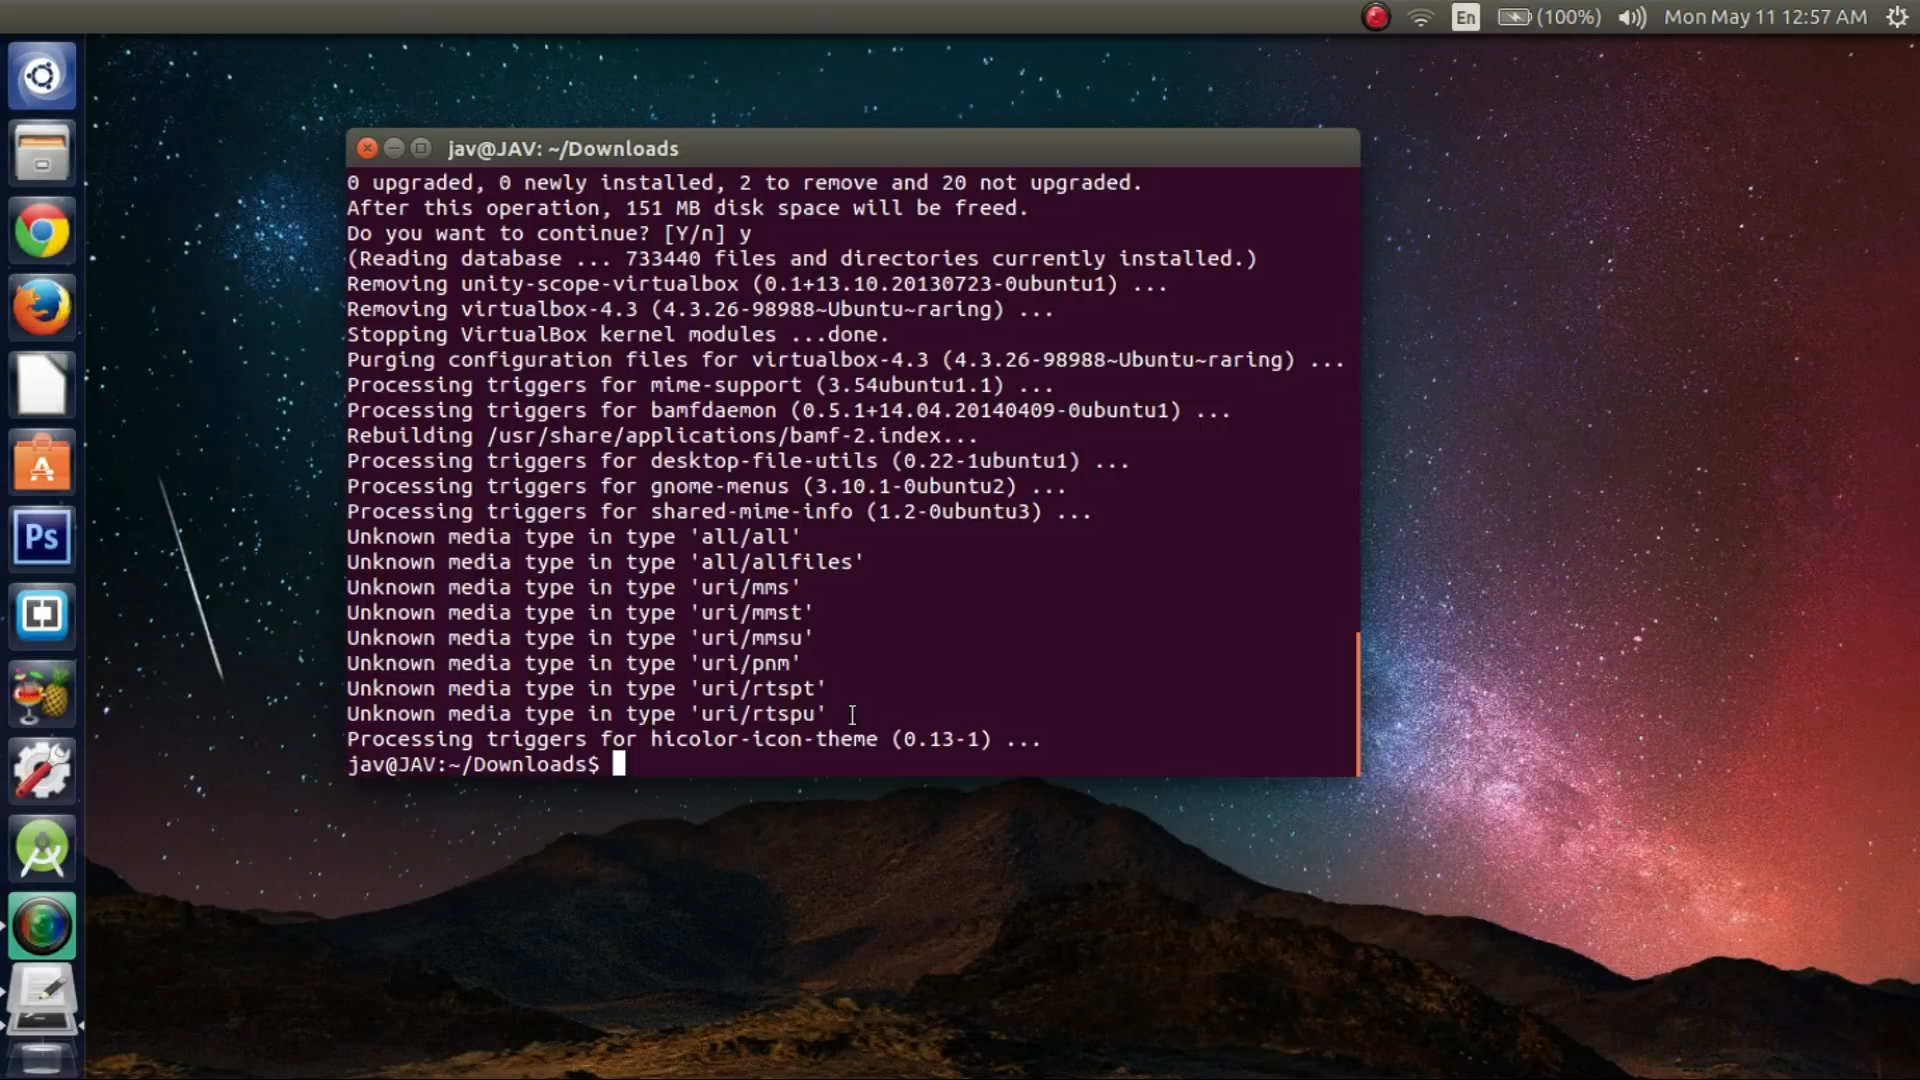 En (100%) Mon May 11 12:57 AM
jav@JAV: ~/Downloads
0 upgraded, 0 newly installed, 2 to remove and 20 not upgraded.
After this operation, 151 MB disk space will be freed.
Do you want to continue? [Y/n] y
(Reading database ... 733440 files and directories currently installed.)
Removing unity-scope-virtualbox (0.1+13.10.20130723-0ubuntu1) ...
Removing virtualbox-4.3 (4.3.26-98988~Ubuntu~raring) ...
Stopping VirtualBox kernel modules ...done.
Purging configuration files for virtualbox-4.3 (4.3.26-98988~Ubuntu~raring) ...
Processing triggers for mime-support (3.54ubuntu1.1) ...
Processing triggers for bamfdaemon (0.5.1+14.04.20140409-0ubuntu1) ...
Rebuilding /usr/share/applications/bamf-2.index...
Processing triggers for desktop-file-utils (0.22-1ubuntu1) ...
Processing triggers for gnome-menus (3.10.1-0ubuntu2) ...
Processing triggers for shared-mime-info (1.2-0ubuntu3) ...
Unknown media type in type 'all/all'
Unknown media type in type 'all/allfiles'
Unknown media type in type 'uri/mms'
Unknown media type in type 'uri/mmst'
Unknown media type in type 'uri/mmsu'
Unknown media type in type 'uri/pnm'
Unknown media type in type 'uri/rtspt'
Unknown media type in type 'uri/rtspu'
Processing triggers for hicolor-icon-theme (0.13-1) ...
jav@JAV:~/Downloads$
Ps